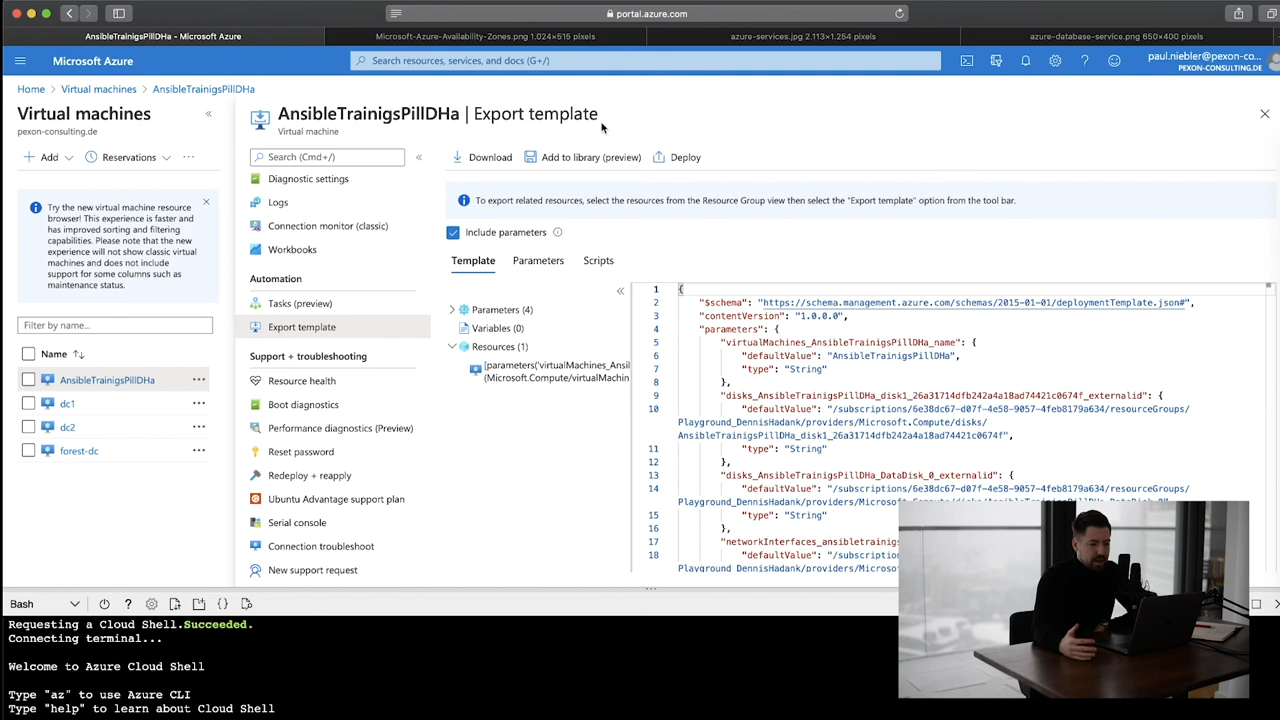 portal.azure.com
AnsibleTrainigsPillDHa - Microsoft Azure
Microsoft-Azure-Availability-Zones.png 1.024×515 pixels
azure-services.jpg 2.113×1.254 pixels
azure-database-service.png 650×400 pixels
Microsoft Azure
Search resources, services, and docs (G+/)
paul.niebler@pexon-co...
PEXON-CONSULTING.DE
Home > Virtual machines > AnsibleTrainigsPillDHa
Virtual machines
pexon-consulting.de
Add
Reservations
Try the new virtual machine resource
browser! This experience is faster and
has improved sorting and filtering
capabilities. Please note that the new
experience will not show classic virtual
machines and does not include
support for some columns such as
maintenance status.
Filter by name...
Name
AnsibleTrainigsPillDHa
dc1
dc2
forest-dc
AnsibleTrainigsPillDHa | Export template
Virtual machine
Search (Cmd+/)
Diagnostic settings
Logs
Connection monitor (classic)
Workbooks
Automation
Tasks (preview)
Export template
Support + troubleshooting
Resource health
Boot diagnostics
Performance diagnostics (Preview)
Reset password
Redeploy + reapply
Ubuntu Advantage support plan
Serial console
Connection troubleshoot
New support request
Download
Add to library (preview)
Deploy
To export related resources, select the resources from the Resource Group view then select the "Export template" option from the tool bar.
Include parameters
Template
Parameters
Scripts
Parameters (4)
Variables (0)
Resources (1)
[parameters('virtualMachines_Ansil
(Microsoft.Compute/virtualMachin
1 {
2 "$schema": "https://schema.management.azure.com/schemas/2015-01-01/deploymentTemplate.json#",
3 "contentVersion": "1.0.0.0",
4 "parameters": {
5 "virtualMachines_AnsibleTrainigsPillDHa_name": {
6 "defaultValue": "AnsibleTrainigsPillDHa",
7 "type": "String"
8 },
9 "disks_AnsibleTrainigsPillDHa_disk1_26a31714dfb242a4a18ad74421c0674f_externalid": {
10 "defaultValue": "/subscriptions/6e38dc67-d07f-4e58-9057-4feb8179a634/resourceGroups/
Playground_DennisHadank/providers/Microsoft.Compute/disks/
AnsibleTrainigsPillDHa_disk1_26a31714dfb242a4a18ad74421c0674f",
11 "type": "String"
12 },
13 "disks_AnsibleTrainigsPillDHa_DataDisk_0_externalid": {
14 "defaultValue": "/subscriptions/6e38dc67-d07f-4e58-9057-4feb8179a634/resourceGroups/
Playground_DennisHadank/providers/Microsoft.Compute/disks/AnsibleTrainigsPillDHa_DataDisk_0"
15 "type": "String"
16 },
17 "networkInterfaces_ansibletrainigs
18 "defaultValue": "/subscription
Playground_DennisHadank/providers/Microsof
Bash
Requesting a Cloud Shell.Succeeded.
Connecting terminal...
Welcome to Azure Cloud Shell
Type "az" to use Azure CLI
Type "help" to learn about Cloud Shell